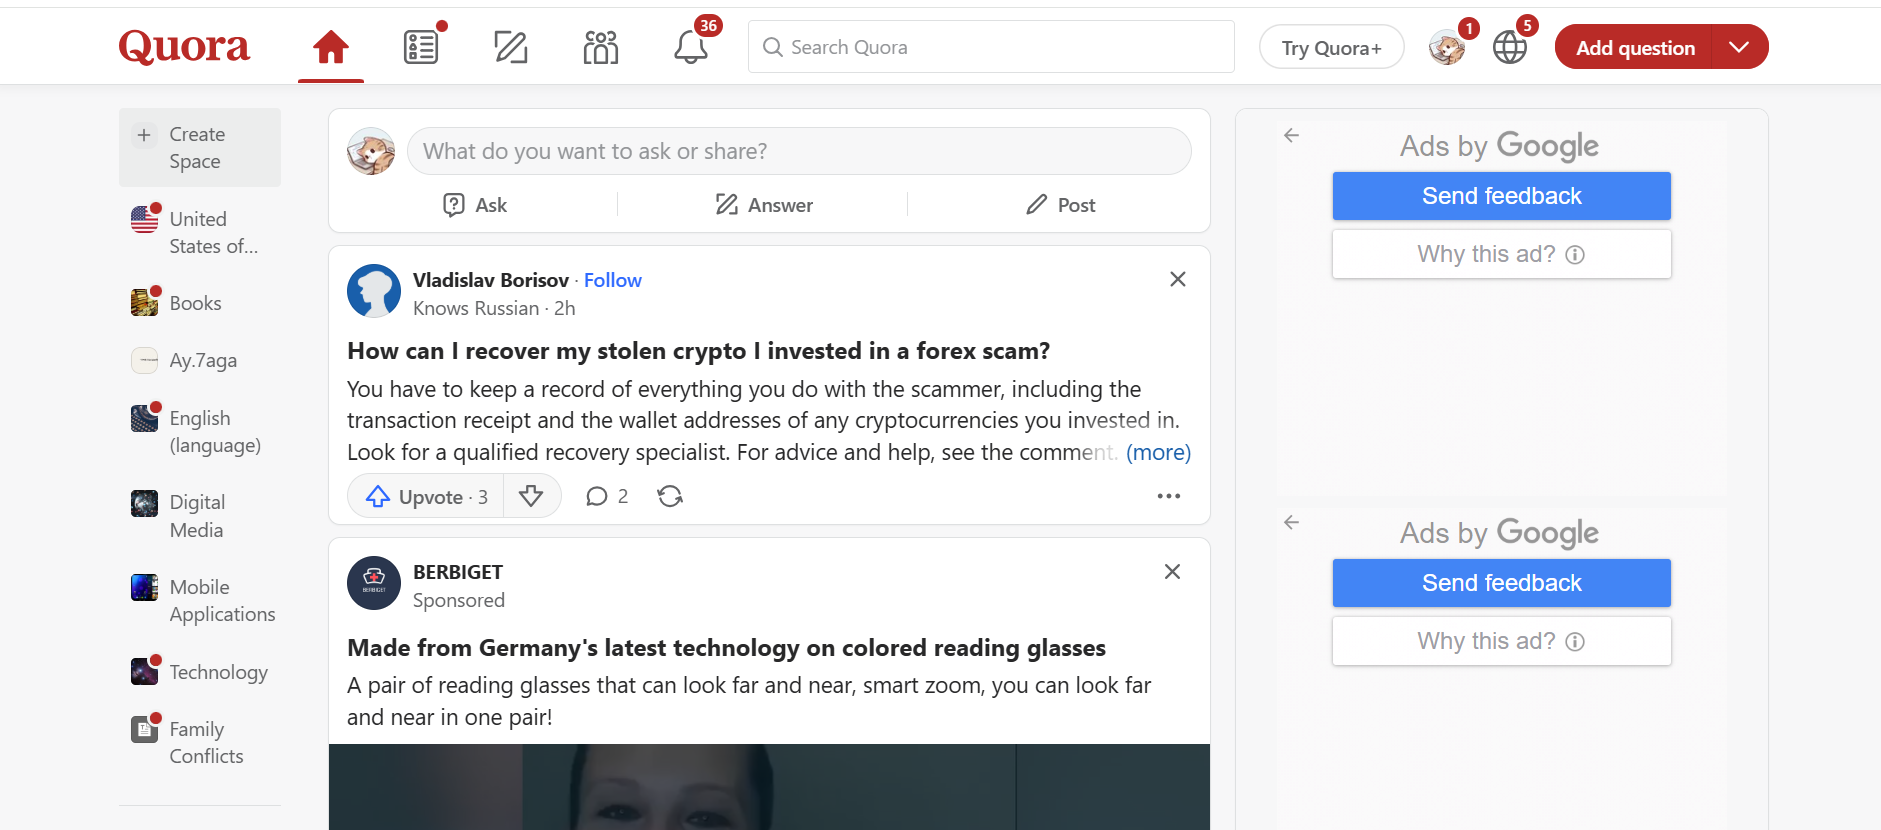 Quora
36
Search Quora
Try Quora+
1
5
Add question
Create
Space
United
States of...
Books
Ay.7aga
English
(language)
Digital
Media
Mobile
Applications
Technology
Family
Conflicts
What do you want to ask or share?
Ask
Answer
Post
Vladislav Borisov · Follow
Knows Russian · 2h
How can I recover my stolen crypto I invested in a forex scam?
You have to keep a record of everything you do with the scammer, including the
transaction receipt and the wallet addresses of any cryptocurrencies you invested in.
Look for a qualified recovery specialist. For advice and help, see the comment. (more)
Upvote · 3
2
BERBIGET
BERBIGET
Sponsored
Made from Germany's latest technology on colored reading glasses
A pair of reading glasses that can look far and near, smart zoom, you can look far
and near in one pair!
Ads by Google
Send feedback
Why this ad?
Ads by Google
Send feedback
Why this ad?